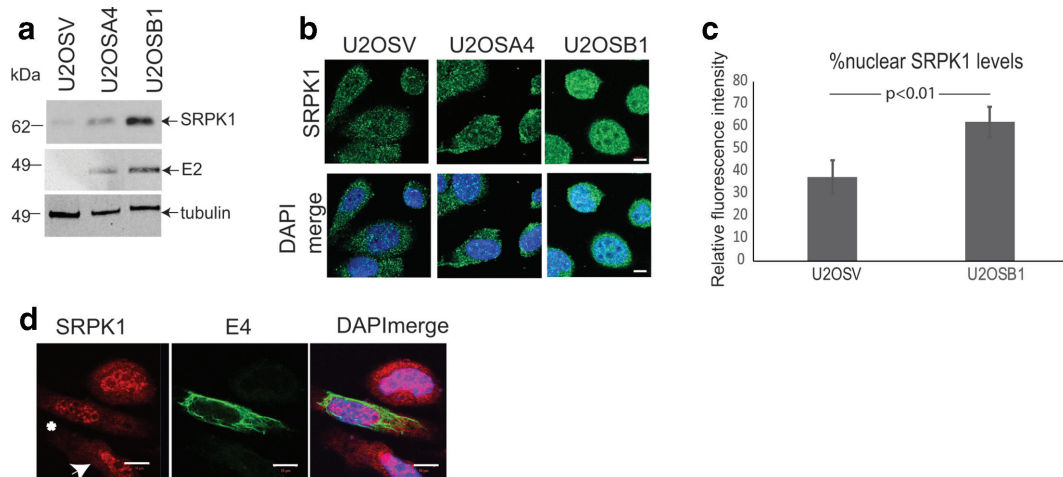 a
U2OSV
U2OSA4
U2OSB1
kDa
62
SRPK1
49
E2
49
tubulin
b
U2OSV U2OSA4 U2OSB1
SRPK1
DAPI
merge
c
%nuclear SRPK1 levels
Relative fluorescence intensity
80
70
60
50
40
30
20
10
0
p<0.01
U2OSV U2OSB1
d
SRPK1 E4 DAPImerge